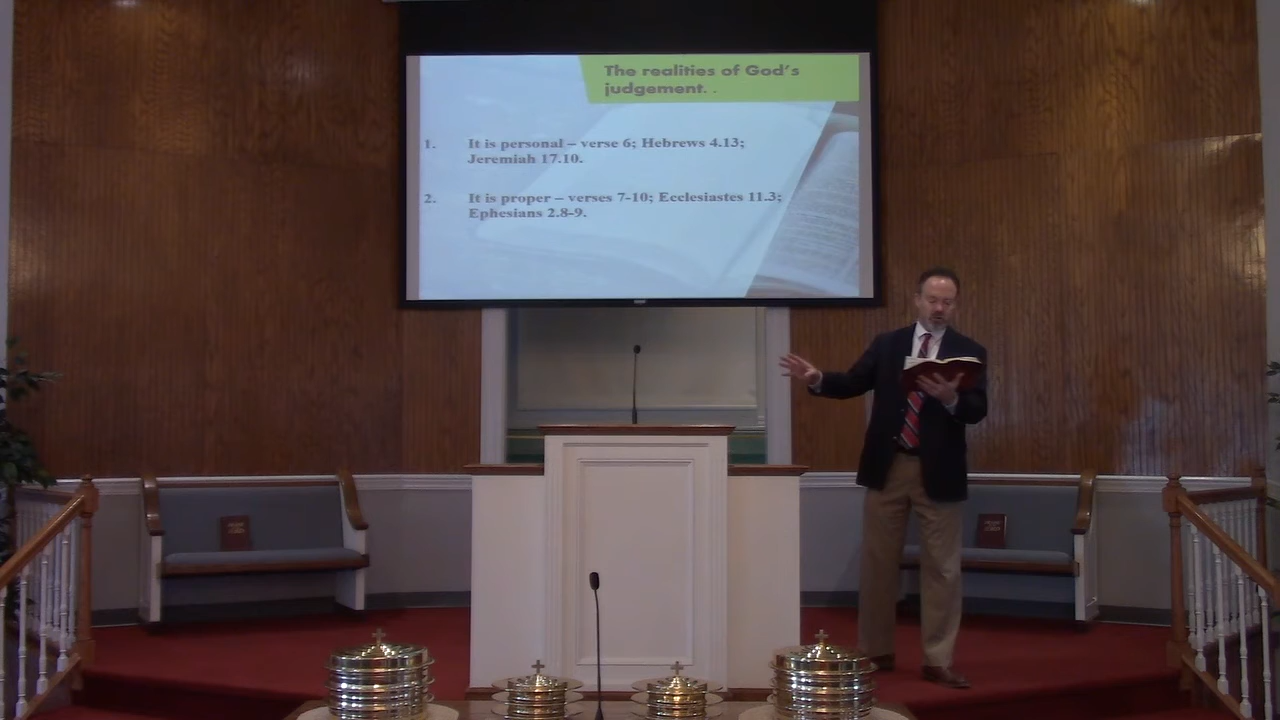 The realities of God's
judgement. .
1. It is personal – verse 6; Hebrews 4.13;
Jeremiah 17.10.
2. It is proper – verses 7-10; Ecclesiastes 11.3;
Ephesians 2.8-9.